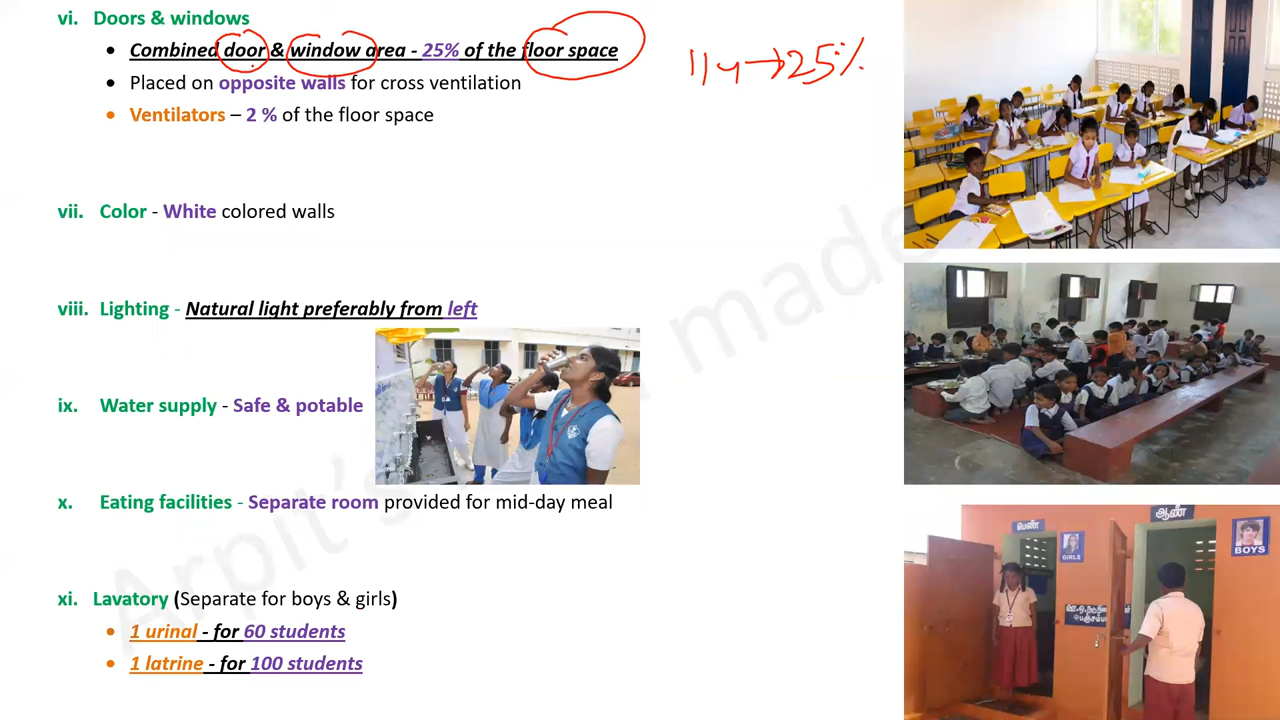 vi. Doors & windows
• Combined door & window area - 25% of the floor space
→25%
• Placed on opposite walls for cross ventilation
• Ventilators – 2 % of the floor space
vii. Color - White colored walls
viii. Lighting - Natural light preferably from left
ix. Water supply - Safe & potable
x. Eating facilities - Separate room provided for mid-day meal
xi. Lavatory (Separate for boys & girls)
• 1 urinal - for 60 students
• 1 latrine - for 100 students
பெண்
GIRLS
ஆண்
BOYS
Arpit's
made